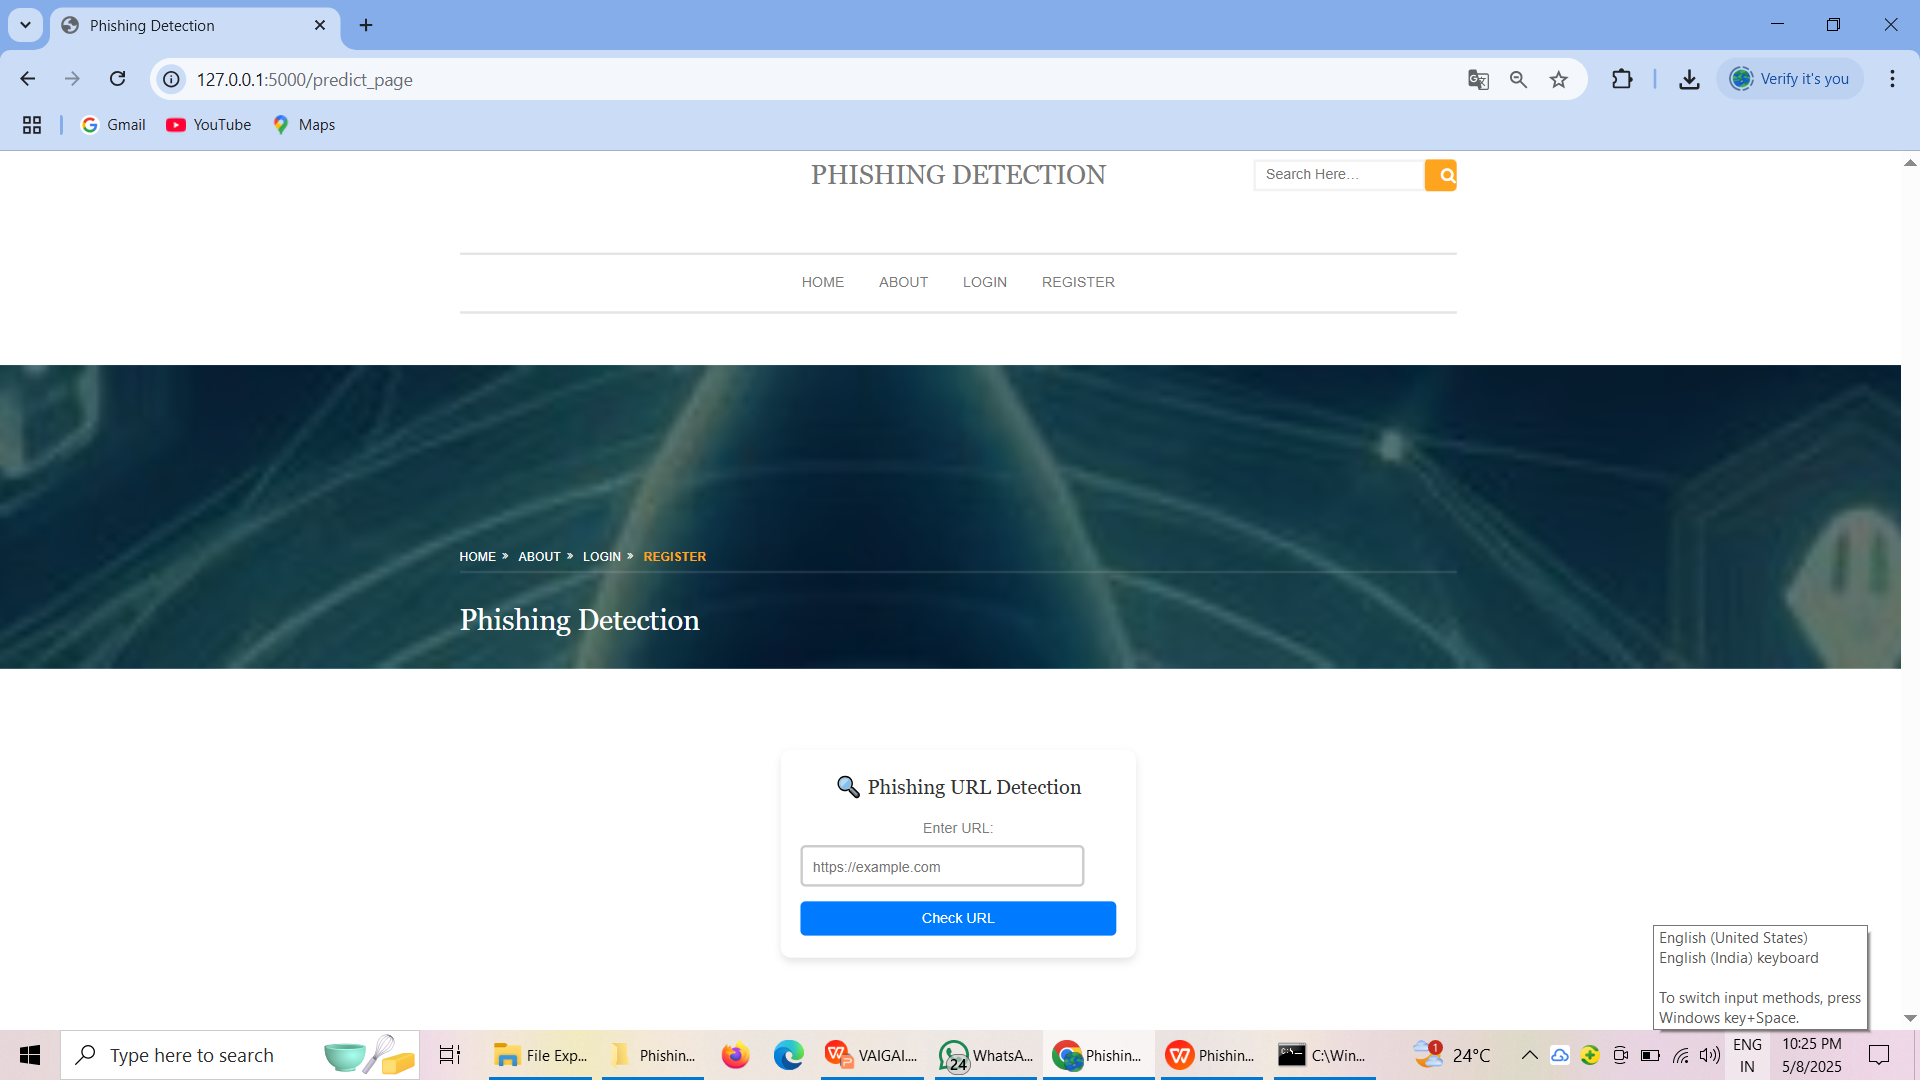 Phishing Detection
127.0.0.1:5000/predict_page
Verify it's you
Gmail
YouTube
Maps
PHISHING DETECTION
Search Here...
HOME
ABOUT
LOGIN
REGISTER
HOME » ABOUT » LOGIN » REGISTER
Phishing Detection
Phishing URL Detection
Enter URL:
https://example.com
Check URL
English (United States)
English (India) keyboard
To switch input methods, press
Windows key+Space.
Type here to search
File Exp...
Phishin...
VAIGAI....
24
WhatsA...
Phishin...
Phishin...
C:\Win...
1
24°C
ENG
IN
10:25 PM
5/8/2025